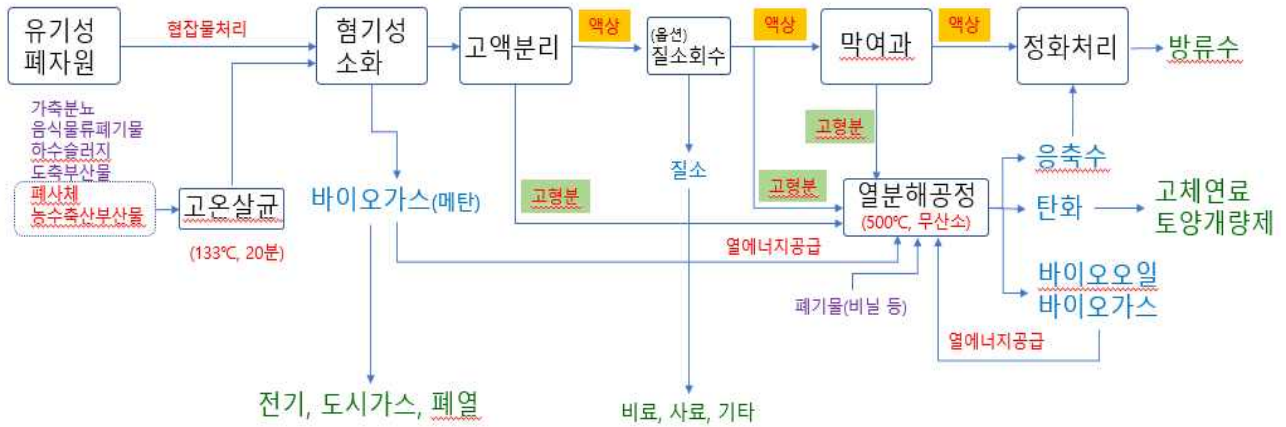 유기성
폐자원
협잡물처리
혐기성
소화
고액분리
액상
(옵션)
질소회수
액상
막여과
액상
정화처리
방류수
가축분뇨
음식물류폐기물
하수슬러지
도축부산물
폐사체
농수축산부산물
고온살균
(133℃, 20분)
바이오가스(메탄)
고형분
질소
고형분
고형분
열분해공정
(500℃, 무산소)
응축수
탄화
고체연료
토양개량제
바이오오일
바이오가스
열에너지공급
폐기물(비닐 등)
열에너지공급
전기, 도시가스, 폐열
비료, 사료, 기타